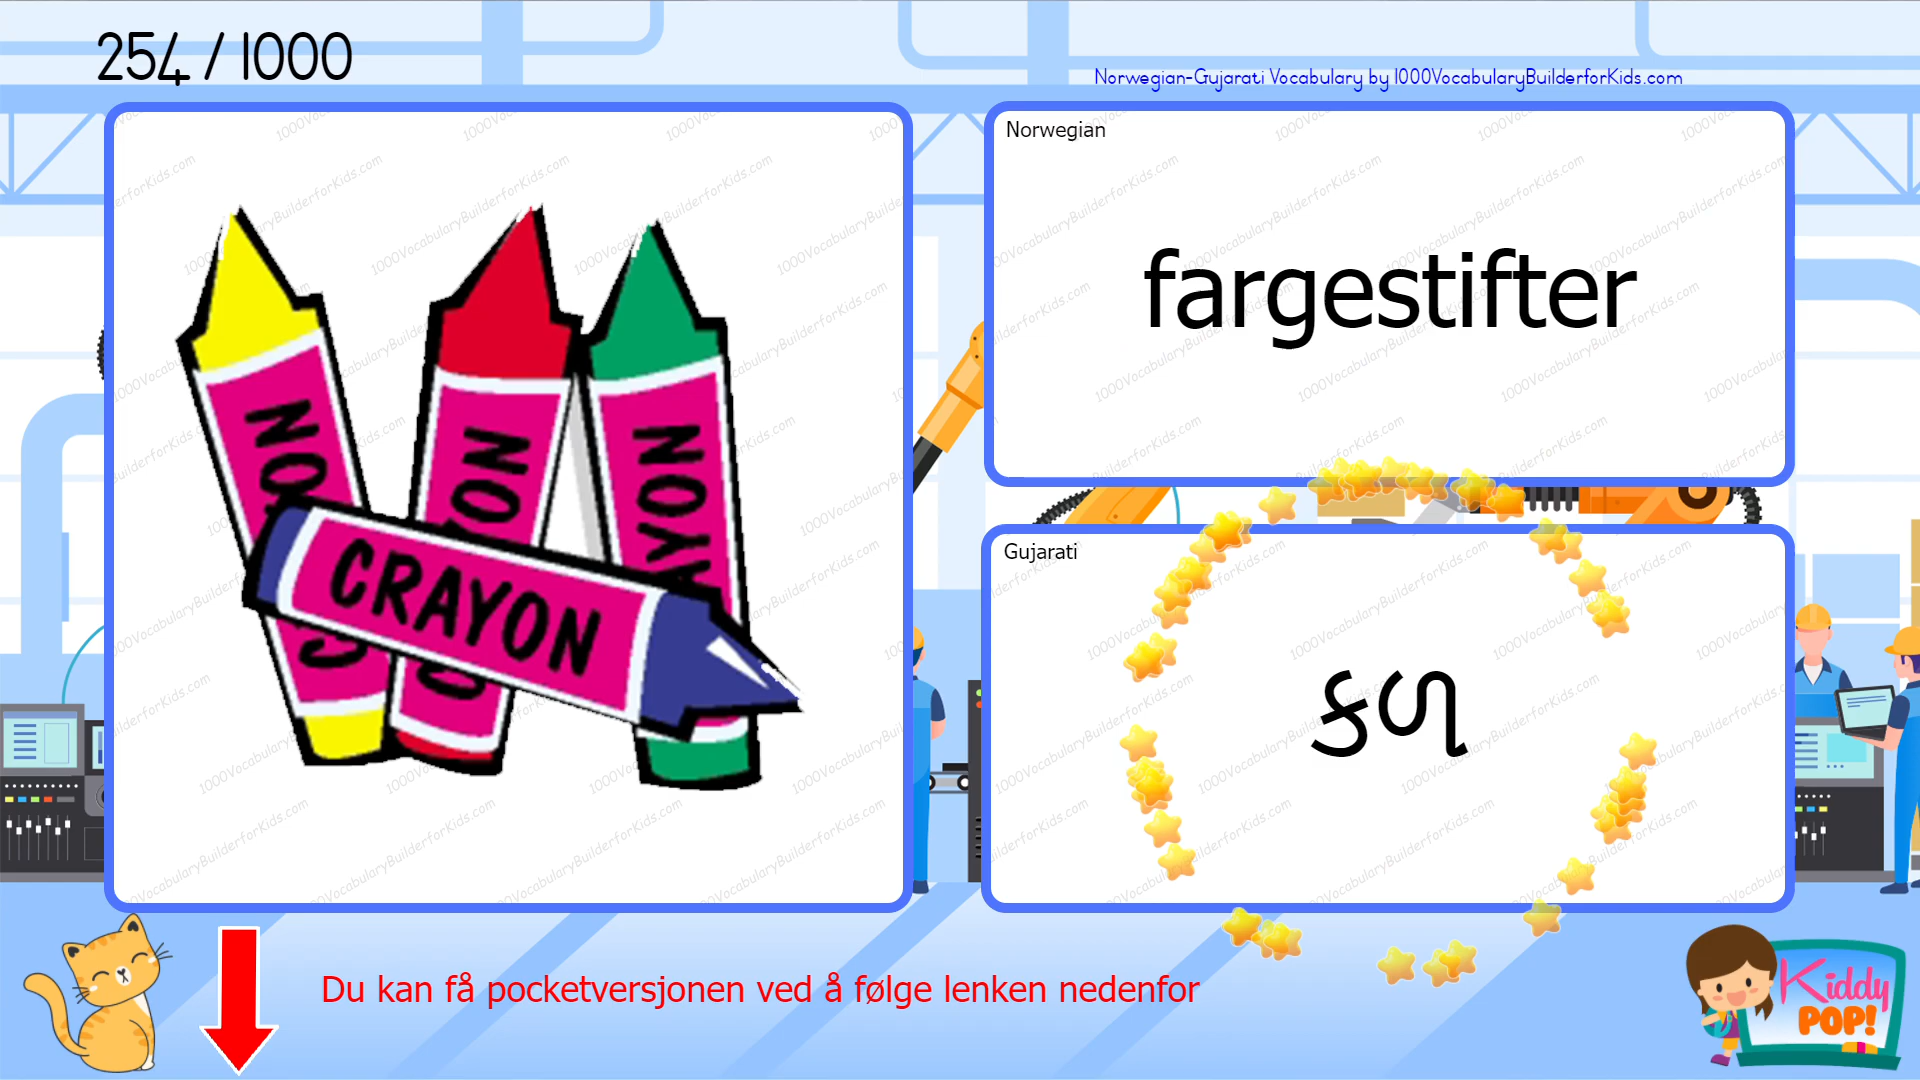 254 / 1000
Norwegian-Gujarati Vocabulary by 1000VocabularyBuilderforKids.com
Norwegian
fargestifter
CRAYON
Gujarati
કળ
Du kan få pocketversjonen ved å følge lenken nedenfor
Kiddy
POP!